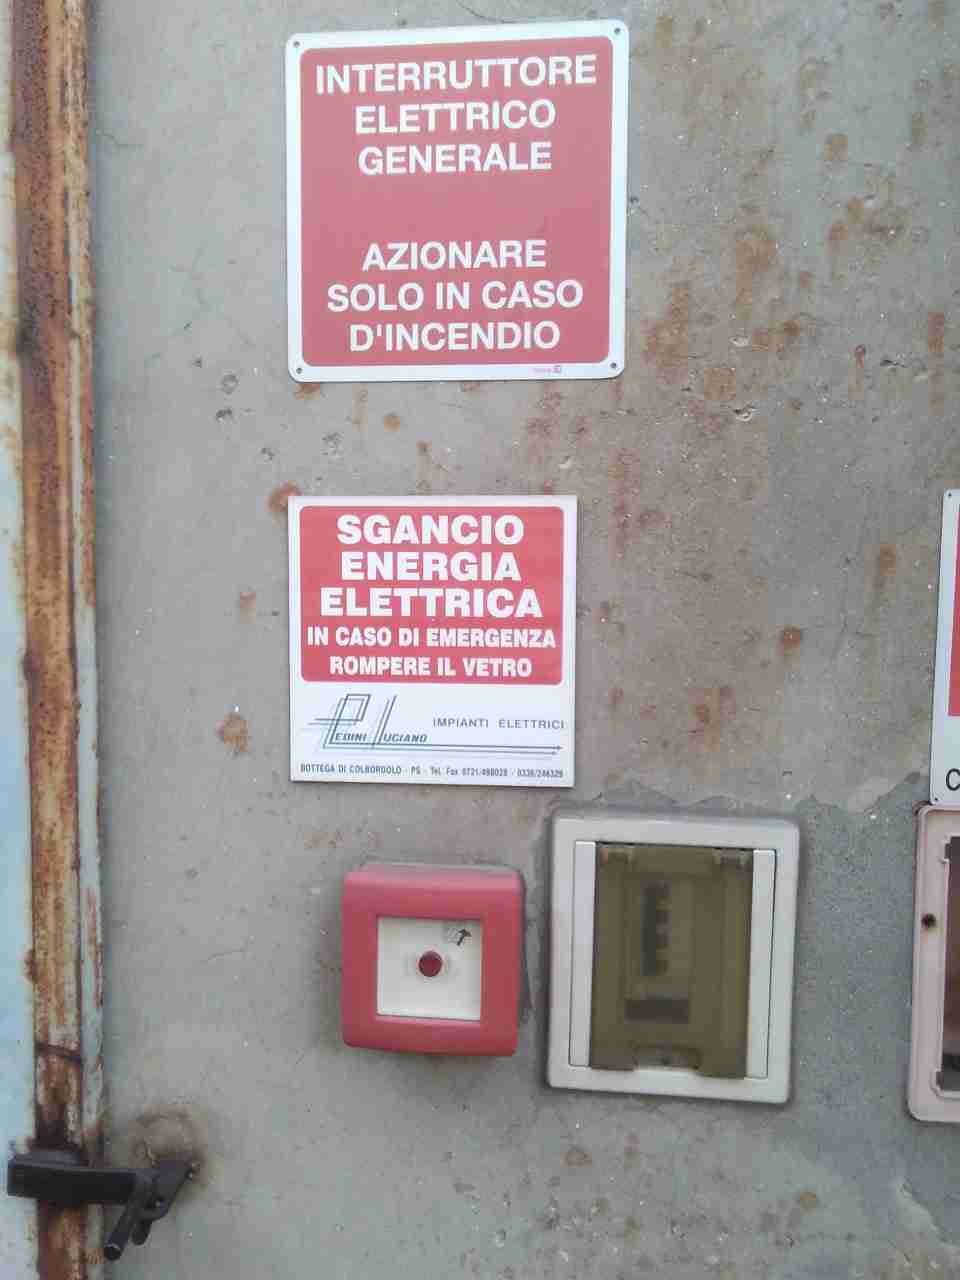 INTERRUTTORE
ELETTRICO
GENERALE
AZIONARE
SOLO IN CASO
D'INCENDIO
SGANCIO
ENERGIA
ELETTRICA
IN CASO DI EMERGENZA
ROMPERE IL VETRO
IMPIANTI ELETTRICI
PEDINI LUCIANO
BOTTEGA DI COLBORDOLO - PS - Tel. Fax 0721/498028 - 0336/246329
C